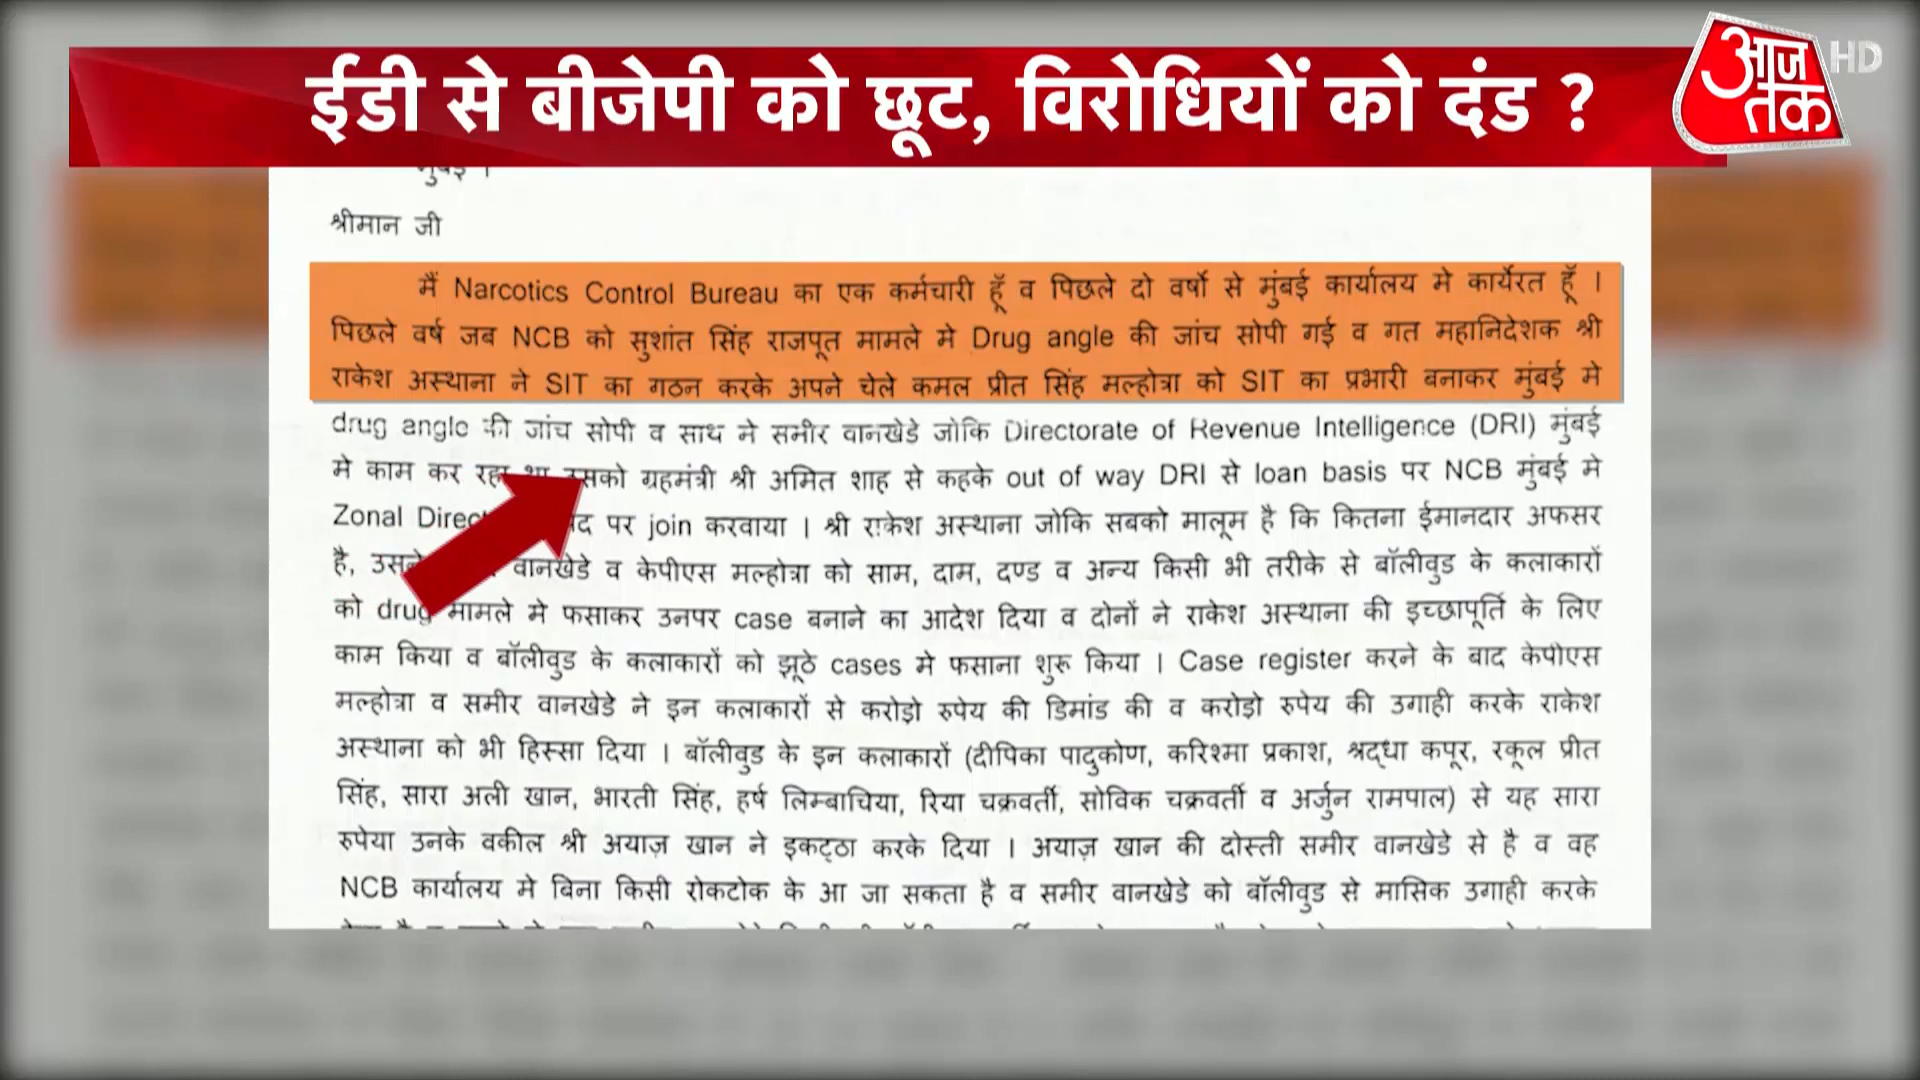 ईडी से बीजेपी को छूट, विरोधियों को दंड ?
आज तक HD
मुंबई ।
श्रीमान जी
मैं Narcotics Control Bureau का एक कर्मचारी हूँ व पिछले दो वर्षो से मुंबई कार्यालय मे कार्यरत हूँ ।
पिछले वर्ष जब NCB को सुशांत सिंह राजपूत मामले मे Drug angle की जांच सोपी गई व गत महानिदेशक श्री
राकेश अस्थाना ने SIT का गठन करके अपने चेले कमल प्रीत सिंह मल्होत्रा को SIT का प्रभारी बनाकर मुंबई मे
drug angle की जांच सोपी व साथ मे समीर वानखेडे जोकि Directorate of Revenue Intelligence (DRI) मुंबई
मे काम कर रहा था उसको ग्रहमंत्री श्री अमित शाह से कहके out of way DRI से loan basis पर NCB मुंबई मे
Zonal पर join करवाया । श्री राकेश अस्थाना जोकि सबको मालूम है कि कितना ईमानदार अफसर
है, वानखेडे व केपीएस मल्होत्रा को साम, दाम, दण्ड व अन्य किसी भी तरीके से बॉलीवुड के कलाकारों
को drug मामले मे फसाकर उनपर case बनाने का आदेश दिया व दोनों ने राकेश अस्थाना की इच्छापूर्ति के लिए
काम किया व बॉलीवुड के कलाकारों को झूठे cases मे फसाना शुरू किया । Case register करने के बाद केपीएस
मल्होत्रा व समीर वानखेडे ने इन कलाकारों से करोड़ो रुपेय की डिमांड की व करोड़ो रुपेय की उगाही करके राकेश
अस्थाना को भी हिस्सा दिया । बॉलीवुड के इन कलाकारों (दीपिका पादुकोण, करिश्मा प्रकाश, श्रद्धा कपूर, रकूल प्रीत
सिंह, सारा अली खान, भारती सिंह, हर्ष लिम्बाचिया, रिया चक्रवर्ती, सोविक चक्रवर्ती व अर्जुन रामपाल) से यह सारा
रुपेया उनके वकील श्री अयाज़ खान ने इकट्ठा करके दिया । अयाज़ खान की दोस्ती समीर वानखेडे से है व वह
NCB कार्यालय मे बिना किसी रोकटोक के आ जा सकता है व समीर वानखेडे को बॉलीवुड से मासिक उगाही करके